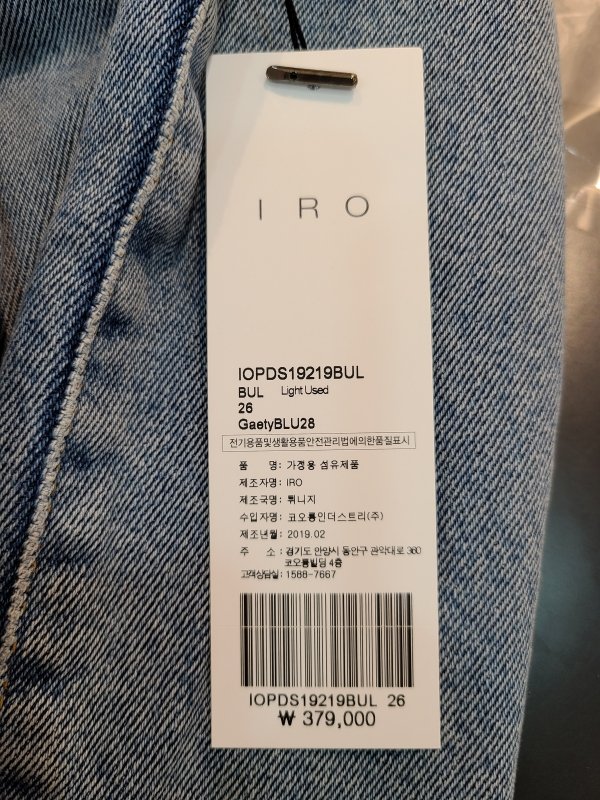 IRO
IOPDS19219BUL
BUL Light Used
26
GaetyBLU28
전기용품및생활용품안전관리법에의한품질표시
품 명: 가정용 섬유제품
제조자명: IRO
제조국명: 튀니지
수입자명: 코오롱인더스트리(주)
제조년월: 2019.02
주 소: 경기도 안양시 동안구 관악대로 360
코오롱빌딩 4층
고객상담실: 1588-7667
IOPDS19219BUL 26
₩ 379,000